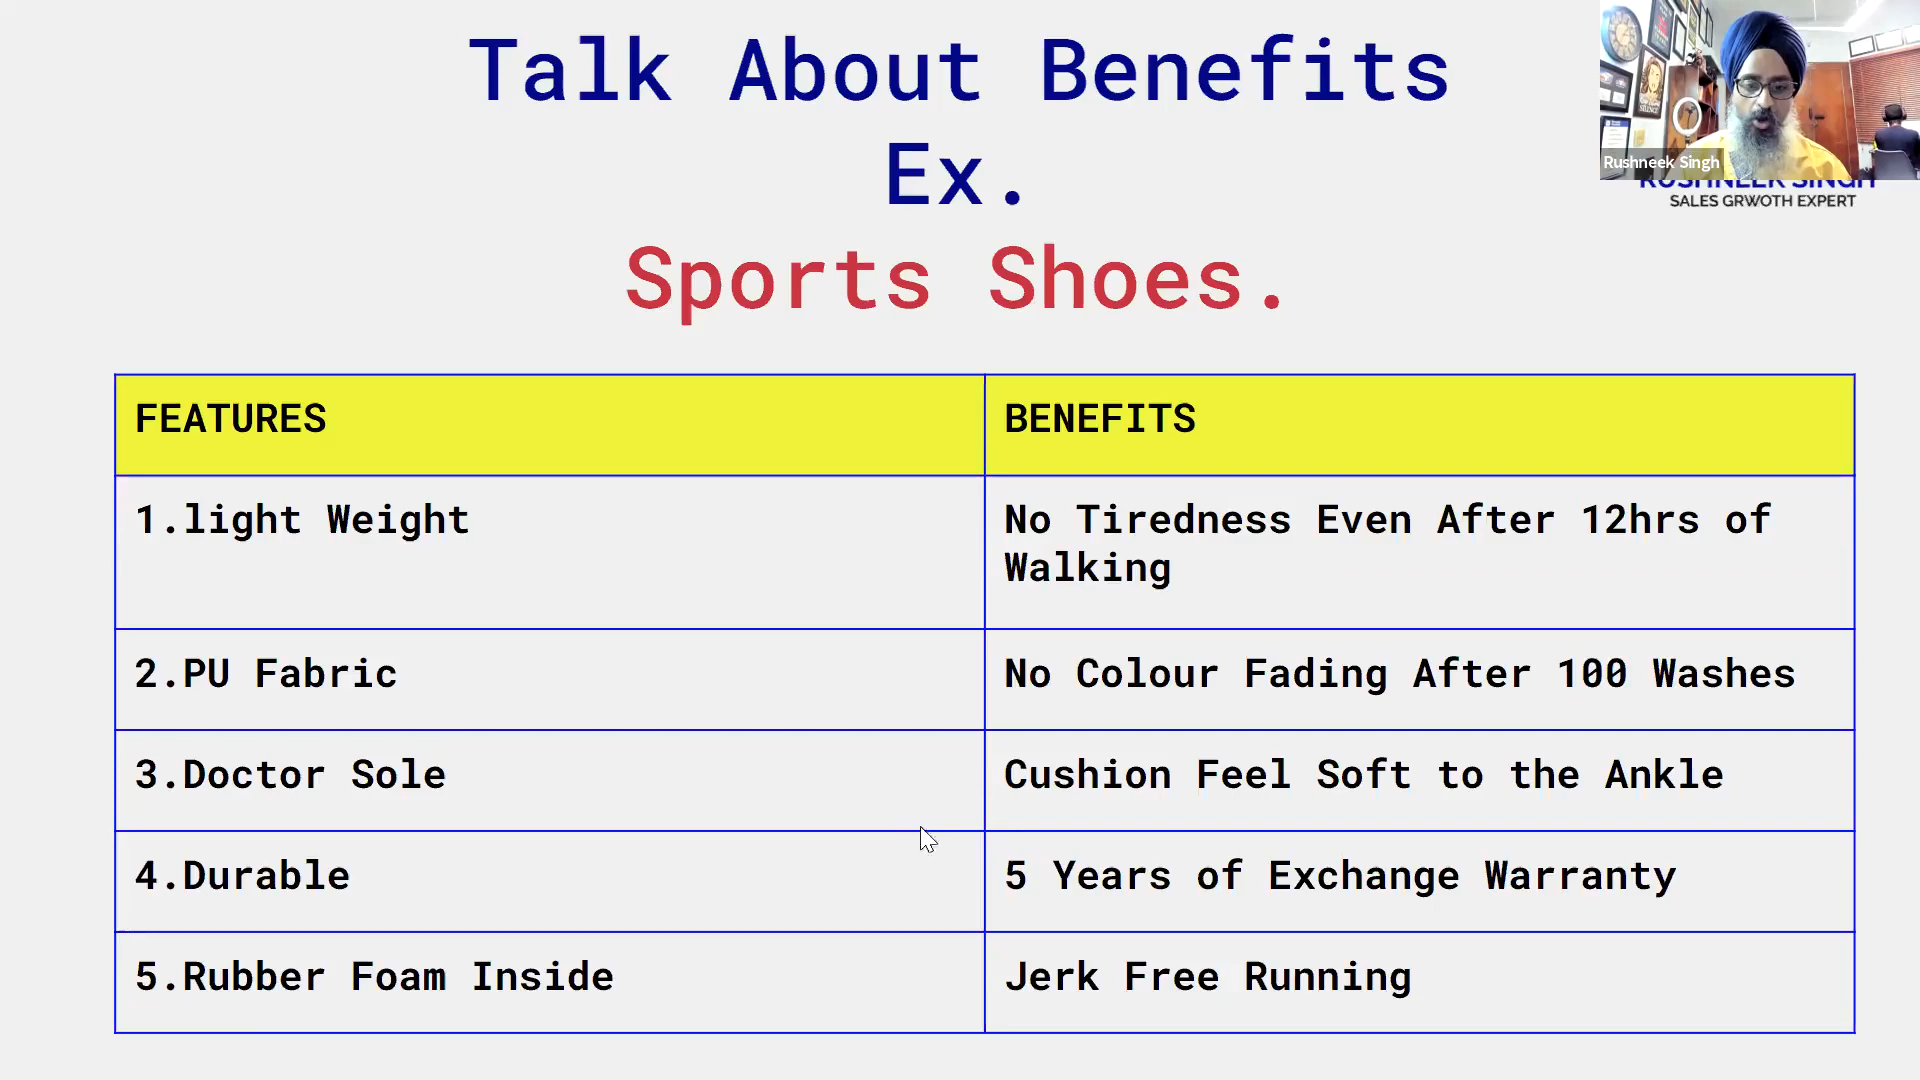 Talk About Benefits
Ex.
Sports Shoes.
Rushneek Singh
RUSHNEEK SINGH
SALES GRWOTH EXPERT
FEATURES
BENEFITS
1.light Weight
No Tiredness Even After 12hrs of
Walking
2.PU Fabric
No Colour Fading After 100 Washes
3.Doctor Sole
Cushion Feel Soft to the Ankle
4.Durable
5 Years of Exchange Warranty
5.Rubber Foam Inside
Jerk Free Running